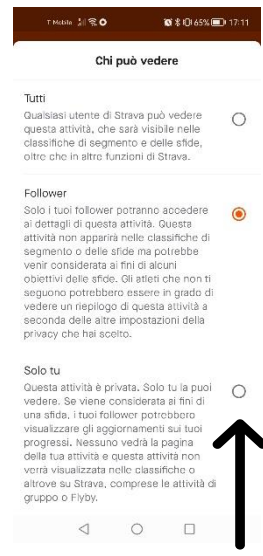 T Mobile 65% 17:11
Chi può vedere
Tutti
Qualsiasi utente di Strava può vedere
questa attività, che sarà visibile nelle
classifiche di segmento e delle sfide,
oltre che in altre funzioni di Strava.
Follower
Solo i tuoi follower potranno accedere
ai dettagli di questa attività. Questa
attività non apparirà nelle classifiche di
segmento o delle sfide ma potrebbe
venir considerata ai fini di alcuni
obiettivi delle sfide. Gli atleti che non ti
seguono potrebbero essere in grado di
vedere un riepilogo di questa attività a
seconda delle altre impostazioni della
privacy che hai scelto.
Solo tu
Questa attività è privata. Solo tu la puoi
vedere. Se viene considerata ai fini di
una sfida, i tuoi follower potrebbero
visualizzare gli aggiornamenti sui tuoi
progressi. Nessuno vedrà la pagina
della tua attività e questa attività non
verrà visualizzata nelle classifiche o
altrove su Strava, comprese le attività di
gruppo o Flyby.